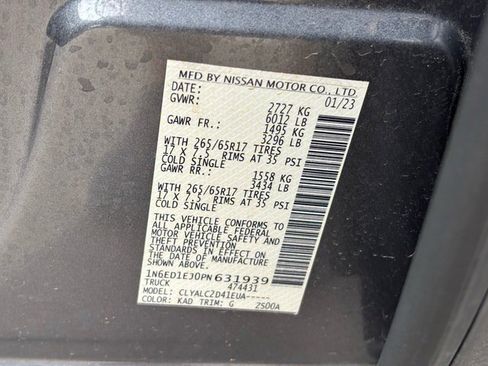 MFD BY NISSAN MOTOR CO., LTD
DATE: 01/23
GVWR: 2727 KG
6012 LB
GAWR FR.: 1495 KG
3296 LB
WITH 265/65R17 TIRES
17 X 7.5 RIMS AT 35 PSI
COLD SINGLE
GAWR RR.: 1558 KG
3434 LB
WITH 265/65R17 TIRES
17 X 7.5 RIMS AT 35 PSI
COLD SINGLE
THIS VEHICLE CONFORMS TO
ALL APPLICABLE FEDERAL
MOTOR VEHICLE SAFETY AND
THEFT PREVENTION
STANDARDS IN EFFECT ON
THE DATE OF MANUFACTURE
SHOWN ABOVE.
1N6ED1EJ0PN631939
TRUCK 474431
MODEL: CLYALCZD41EUA-----
COLOR: KAD TRIM: G 2S00A